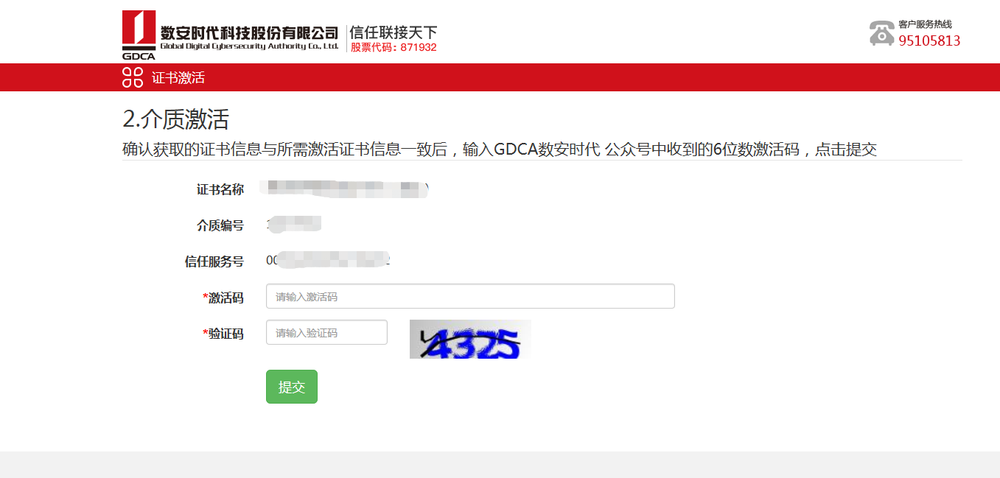 数安时代科技股份有限公司
Global Digital Cybersecurity Authority Co., Ltd.
GDCA
信任联接天下
股票代码：871932
客户服务热线
95105813
证书激活
2.介质激活
确认获取的证书信息与所需激活证书信息一致后，输入GDCA数安时代 公众号中收到的6位数激活码，点击提交
证书名称
介质编号
信任服务号 00
*激活码 请输入激活码
*验证码 请输入验证码 4325
提交